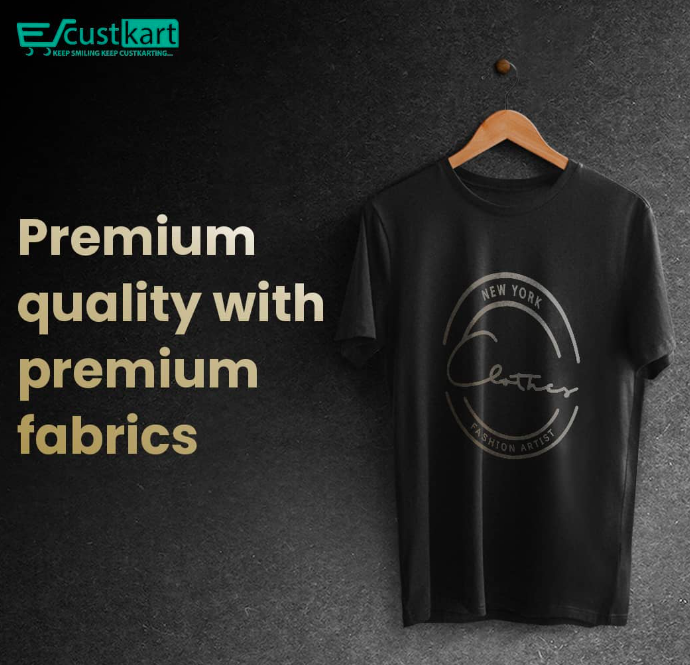 custkart
KEEP SMILING KEEP CUSTKARTING...
Premium
quality with
premium
fabrics
NEW YORK
Clothes
FASHION ARTIST